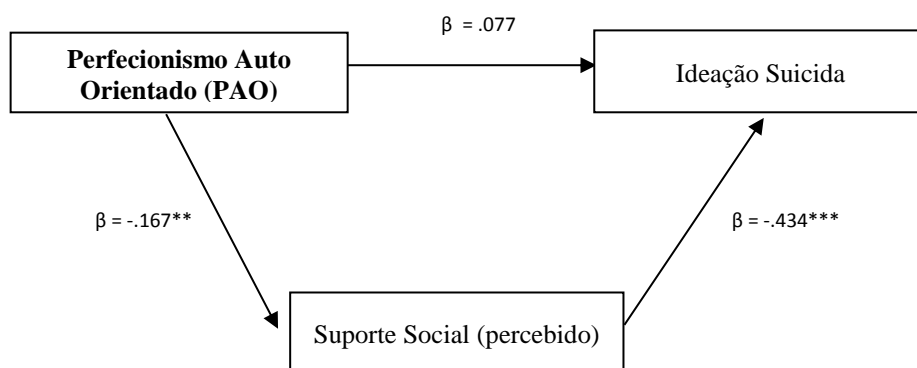 β = .077
Perfecionismo Auto
Orientado (PAO)
Ideação Suicida
β = -.167**
β = -.434***
Suporte Social (percebido)